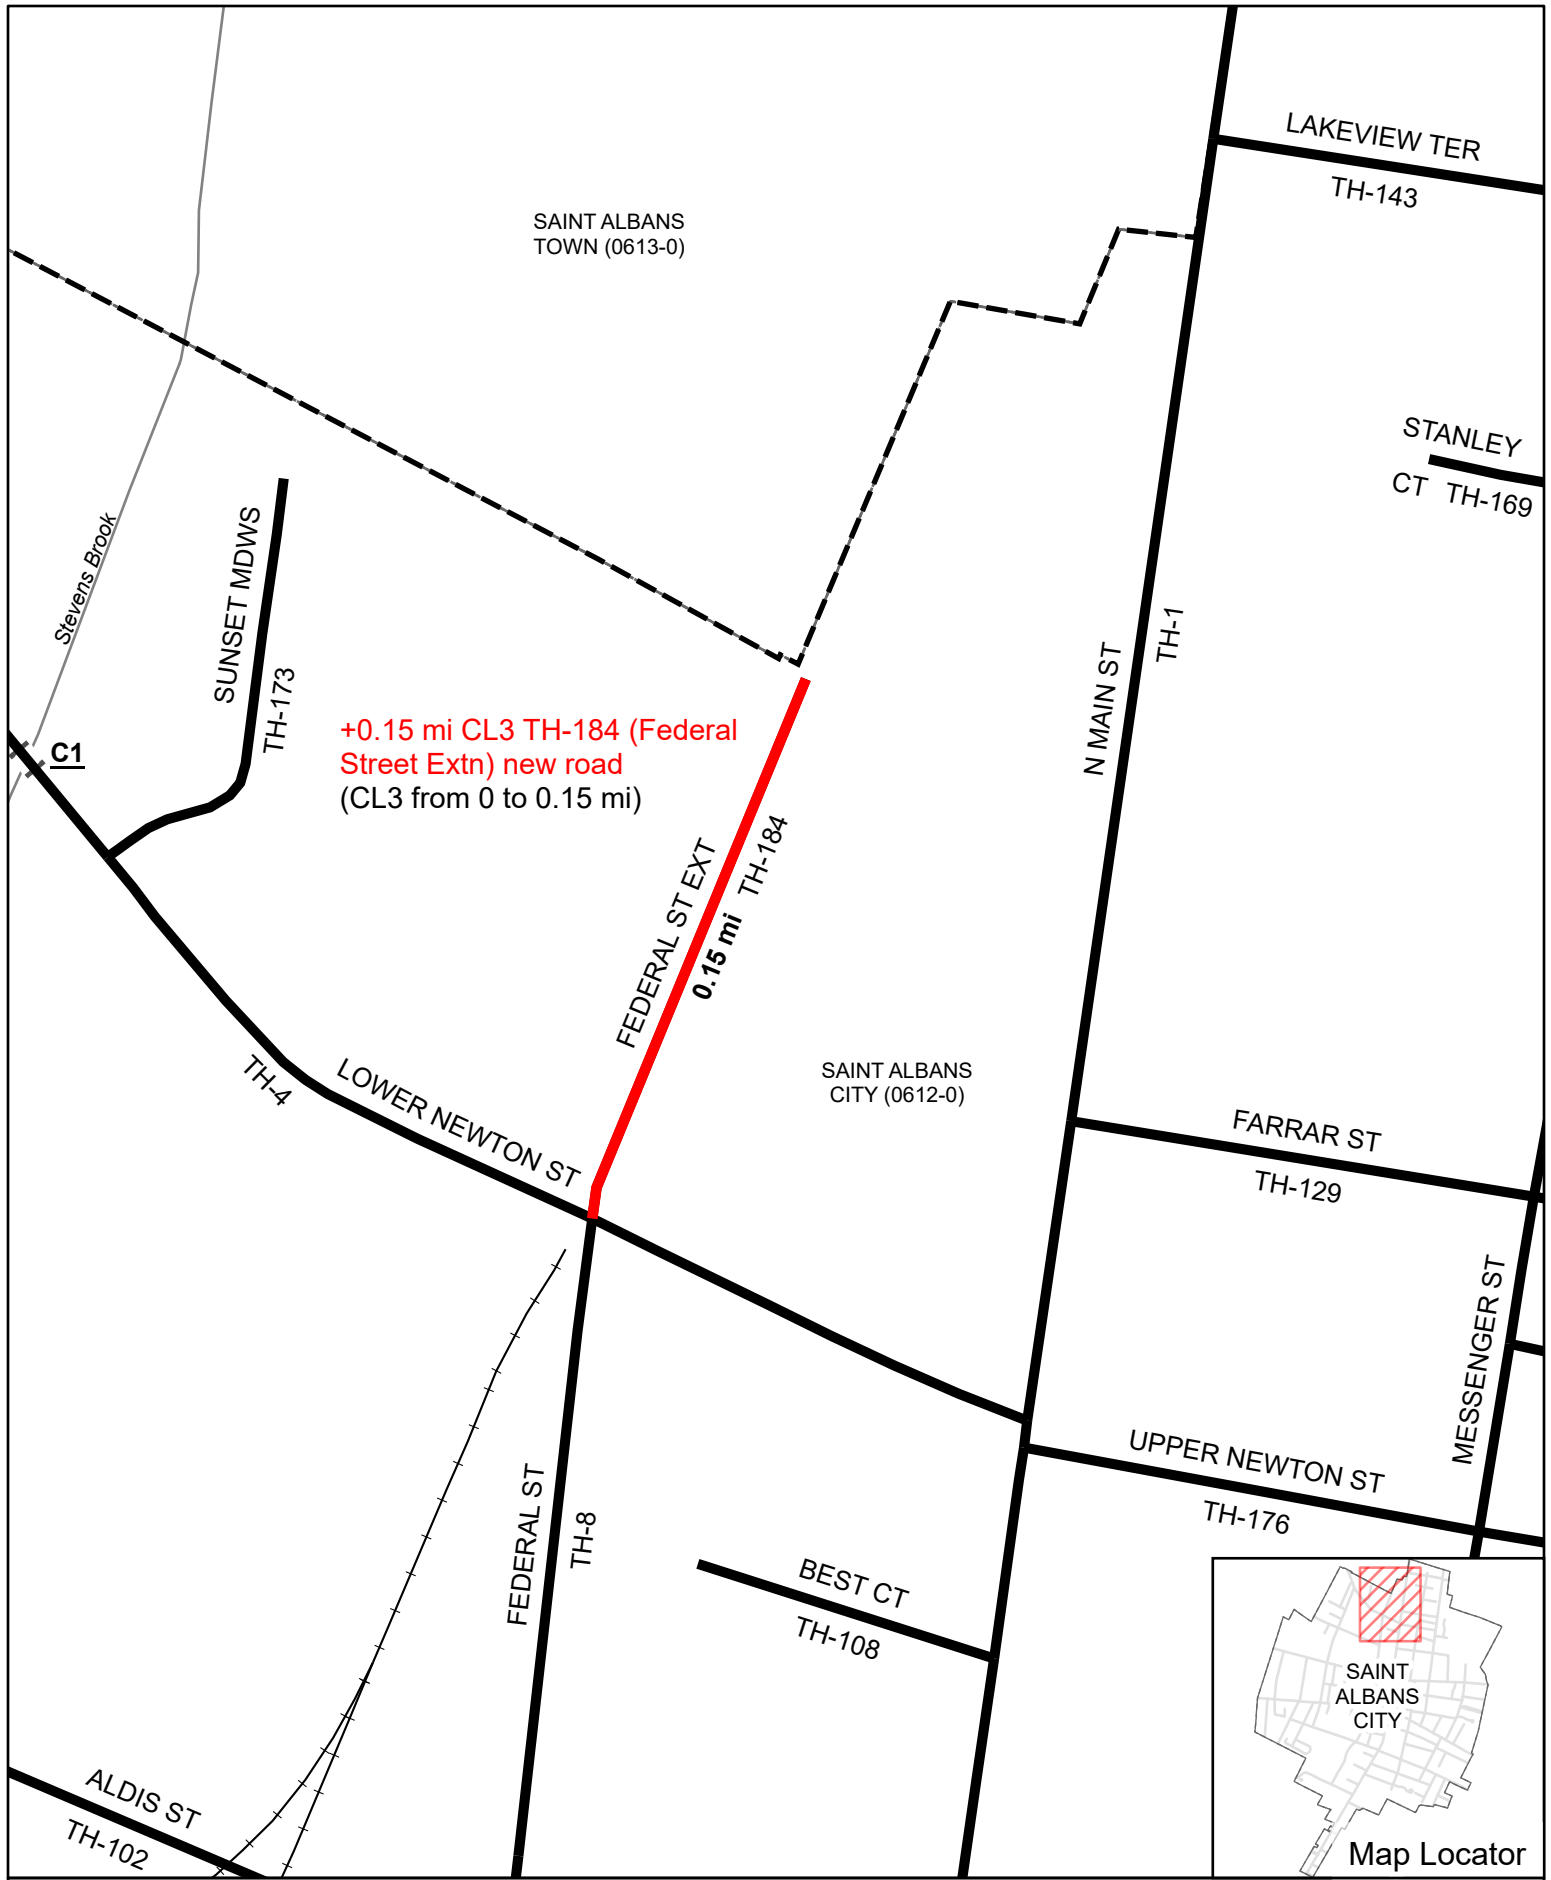 LAKEVIEW TER
TH-143
SAINT ALBANS
TOWN (0613-0)
STANLEY
CT TH-169
Stevens Brook
SUNSET MDWS
TH-173
TH-1
N MAIN ST
C1
+0.15 mi CL3 TH-184 (Federal
Street Extn) new road
(CL3 from 0 to 0.15 mi)
FEDERAL ST EXT
0.15 mi TH-184
SAINT ALBANS
CITY (0612-0)
TH-4
LOWER NEWTON ST
FARRAR ST
TH-129
MESSENGER ST
UPPER NEWTON ST
TH-176
FEDERAL ST
TH-8
BEST CT
TH-108
ALDIS ST
TH-102
SAINT
ALBANS
CITY
Map Locator